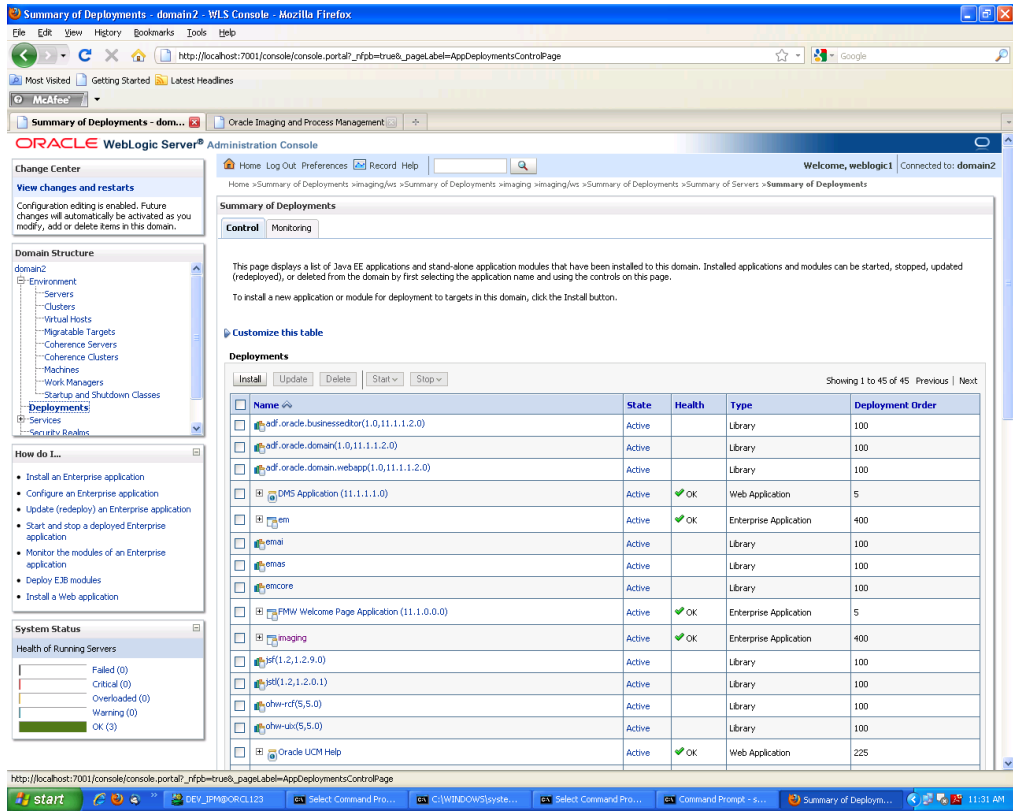 Summary of Deployments - domain2 - WLS Console - Mozilla Firefox
File Edit View History Bookmarks Tools Help
http://localhost:7001/console/console.portal?_nfpb=true&_pageLabel=AppDeploymentsControlPage
Google
Most Visited Getting Started Latest Headlines
McAfee
Summary of Deployments - dom...
Oracle Imaging and Process Management
ORACLE WebLogic Server® Administration Console
Change Center
View changes and restarts
Configuration editing is enabled. Future
changes will automatically be activated as you
modify, add or delete items in this domain.
Domain Structure
domain2
Environment
Servers
Clusters
Virtual Hosts
Migratable Targets
Coherence Servers
Coherence Clusters
Machines
Work Managers
Startup and Shutdown Classes
Deployments
Services
Security Realms
How do I...
Install an Enterprise application
Configure an Enterprise application
Update (redeploy) an Enterprise application
Start and stop a deployed Enterprise
application
Monitor the modules of an Enterprise
application
Deploy EJB modules
Install a Web application
System Status
Health of Running Servers
Failed (0)
Critical (0)
Overloaded (0)
Warning (0)
OK (3)
Home Log Out Preferences Record Help
Welcome, weblogic1 Connected to: domain2
Home >Summary of Deployments >imaging/ws >Summary of Deployments >imaging >imaging/ws >Summary of Deployments >Summary of Servers >Summary of Deployments
Summary of Deployments
Control Monitoring
This page displays a list of Java EE applications and stand-alone application modules that have been installed to this domain. Installed applications and modules can be started, stopped, updated
(redeployed), or deleted from the domain by first selecting the application name and using the controls on this page.
To install a new application or module for deployment to targets in this domain, click the Install button.
Customize this table
Deployments
Install Update Delete Start Stop
Showing 1 to 45 of 45 Previous | Next
Name State Health Type Deployment Order
adf.oracle.businesseditor(1.0,11.1.1.2.0) Active Library 100
adf.oracle.domain(1.0,11.1.1.2.0) Active Library 100
adf.oracle.domain.webapp(1.0,11.1.1.2.0) Active Library 100
DMS Application (11.1.1.1.0) Active OK Web Application 5
em Active OK Enterprise Application 400
emai Active Library 100
emas Active Library 100
emcore Active Library 100
FMW Welcome Page Application (11.1.0.0.0) Active OK Enterprise Application 5
imaging Active OK Enterprise Application 400
jsf(1.2,1.2.9.0) Active Library 100
jstl(1.2,1.2.0.1) Active Library 100
ohw-rcf(5,5.0) Active Library 100
ohw-uix(5,5.0) Active Library 100
Oracle UCM Help Active OK Web Application 225
http://localhost:7001/console/console.portal?_nfpb=true&_pageLabel=AppDeploymentsControlPage
start
DEV_IPM@ORCL123
Select Command Pro...
C:\WINDOWS\syste...
Select Command Pro...
Command Prompt - s...
Summary of Deploym...
11:31 AM